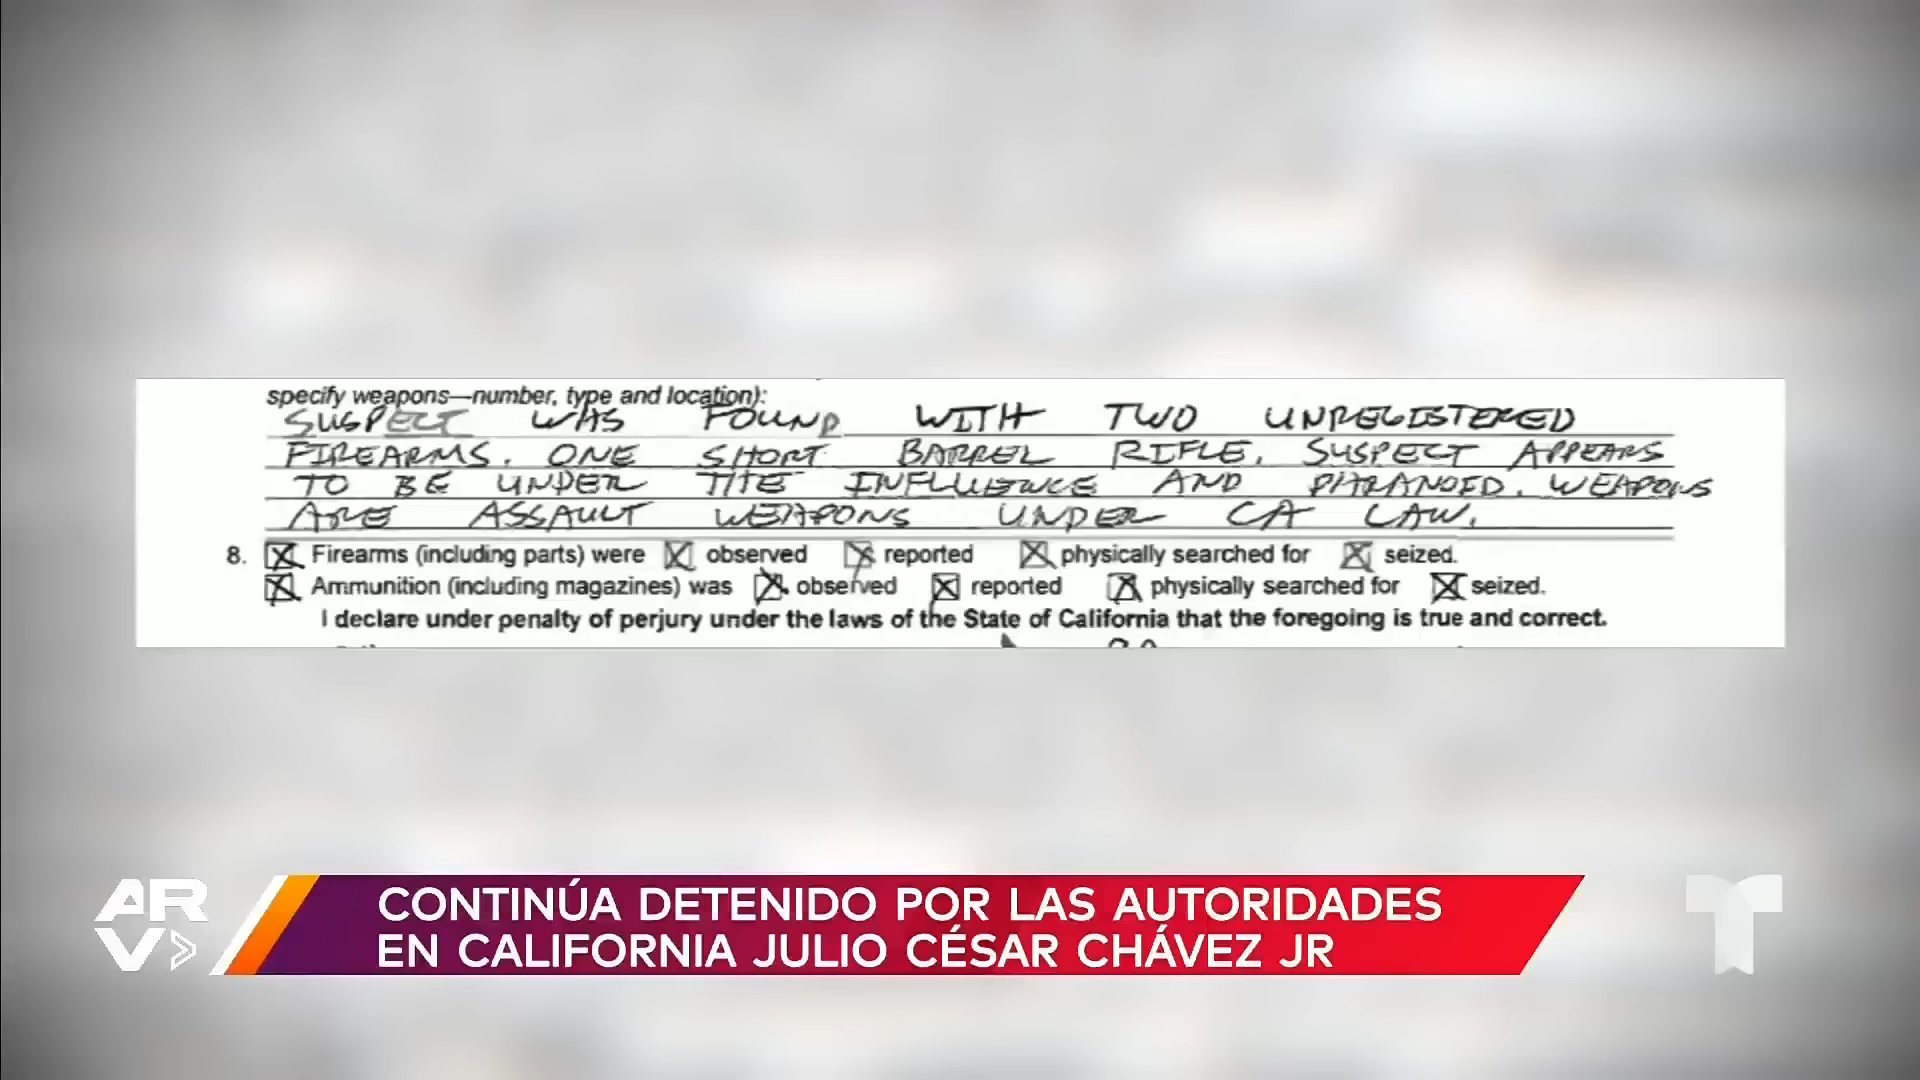 specify weapons—number, type and location):
SUSPECT WAS FOUND WITH TWO UNREGISTERED
FIREARMS. ONE SHORT BARREL RIFLE. SUSPECT APPEARS
TO BE UNDER THE INFLUENCE AND PARANOID. WEAPONS
ARE ASSAULT WEAPONS UNDER CA LAW.
8. Firearms (including parts) were observed reported physically searched for seized.
Ammunition (including magazines) was observed reported physically searched for seized.
I declare under penalty of perjury under the laws of the State of California that the foregoing is true and correct.
ARV
CONTINÚA DETENIDO POR LAS AUTORIDADES
EN CALIFORNIA JULIO CÉSAR CHÁVEZ JR
T